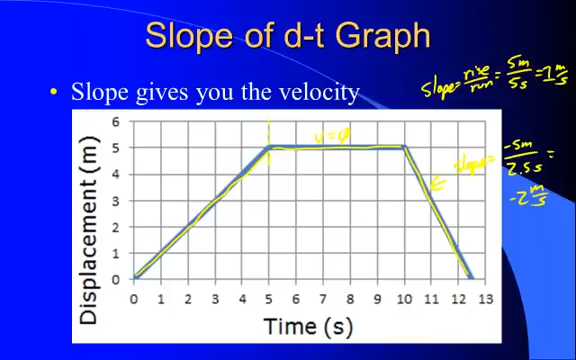 Slope of d-t Graph
slope = rise/run = 5m/5s = 1 m/s
• Slope gives you the velocity
v = ø
slope = -5m/2.5s =
-2 m/s
6
5
4
3
2
1
0
Displacement (m)
0 1 2 3 4 5 6 7 8 9 10 11 12 13
Time (s)